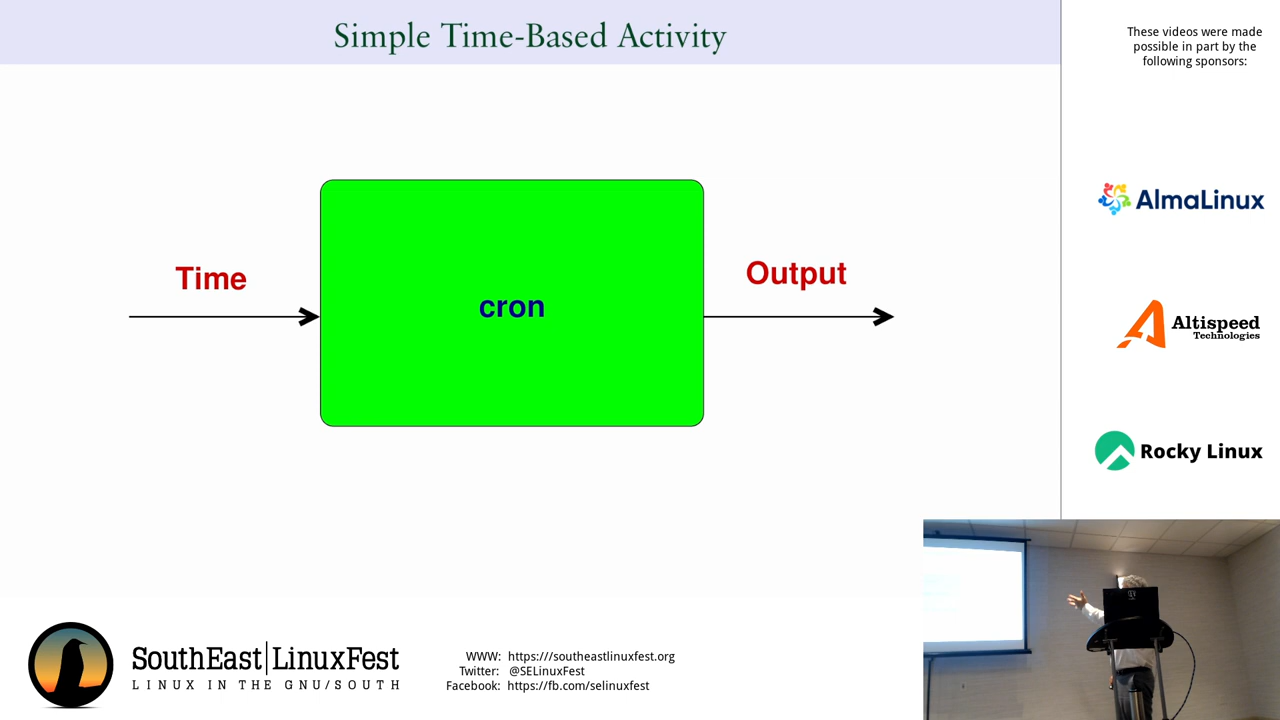 Simple Time-Based Activity
These videos were made
possible in part by the
following sponsors:
Time
cron
Output
AlmaLinux
Altispeed
Technologies
Rocky Linux
SouthEast LinuxFest
LINUX IN THE GNU/SOUTH
WWW: https:///southeastlinuxfest.org
Twitter: @SELinuxFest
Facebook: https://fb.com/selinuxfest